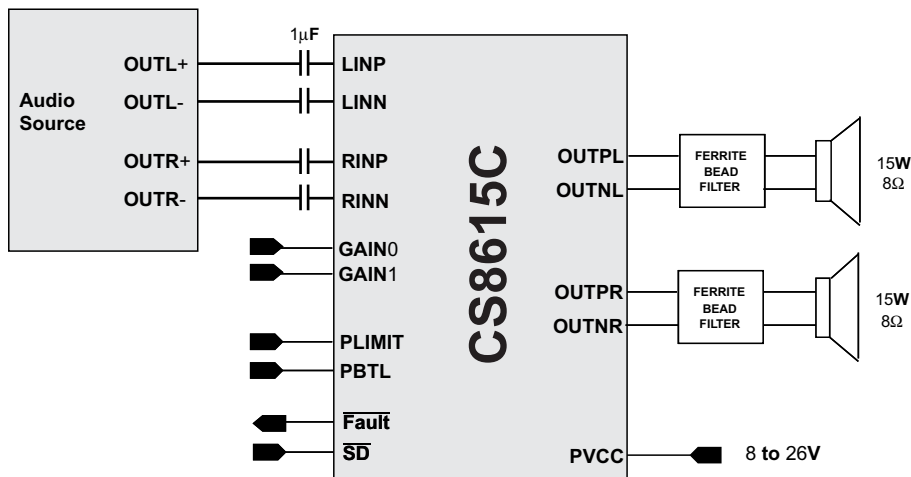 Audio
Source
OUTL+
OUTL-
OUTR+
OUTR-
1μF
LINP
LINN
RINP
RINN
GAIN0
GAIN1
PLIMIT
PBTL
Fault
SD
CS8615C
OUTPL
OUTNL
OUTPR
OUTNR
PVCC
FERRITE
BEAD
FILTER
15W
8Ω
FERRITE
BEAD
FILTER
15W
8Ω
8 to 26V